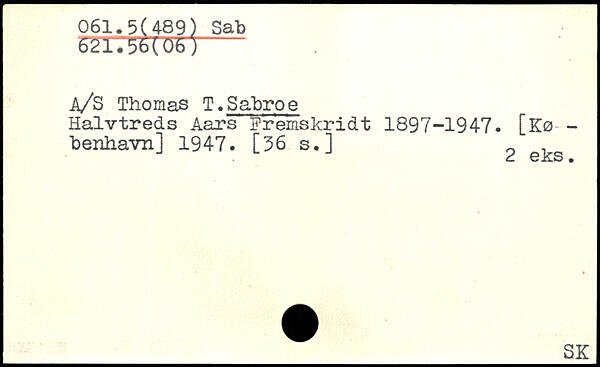 061.5(489) Sab
621.56(06)
A/S Thomas T.Sabroe
Halvtreds Aars Fremskridt 1897-1947. [Kø-
benhavn] 1947. [36 s.]
2 eks.
SK